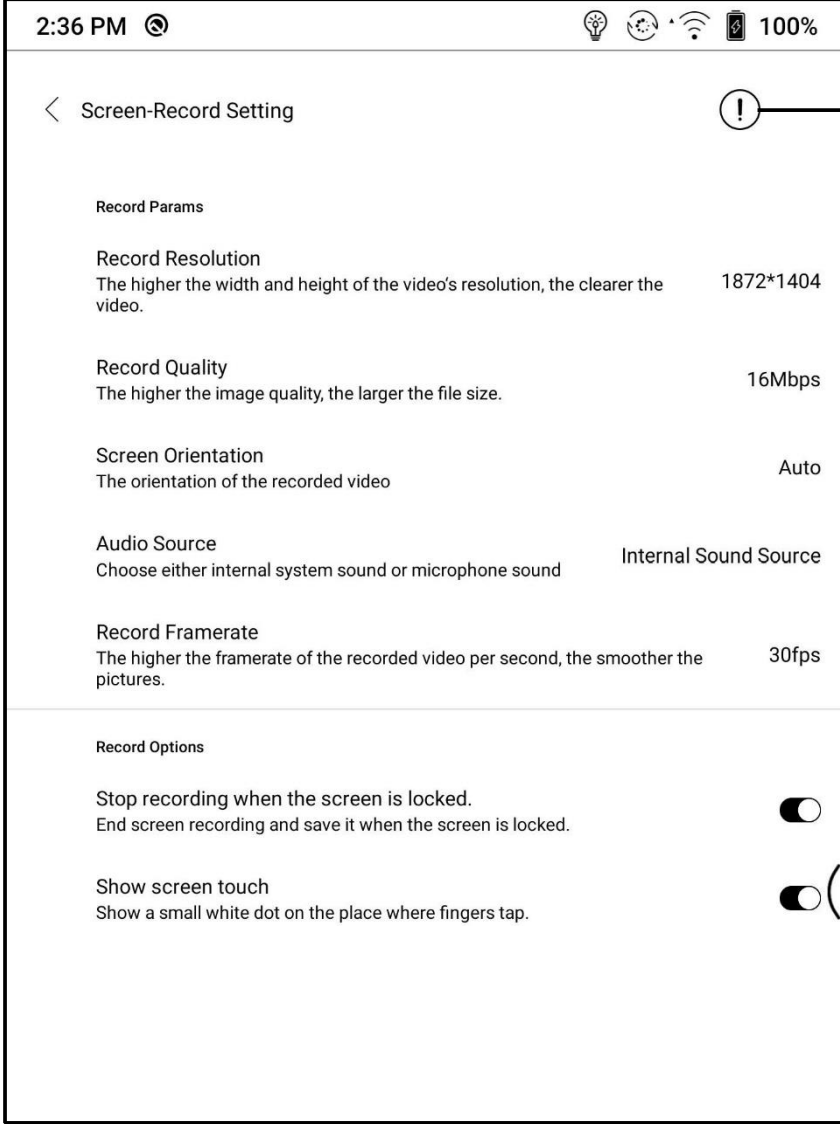 2:36 PM 100%
Screen-Record Setting
Record Params
Record Resolution
The higher the width and height of the video's resolution, the clearer the
video.
1872*1404
Record Quality
The higher the image quality, the larger the file size.
16Mbps
Screen Orientation
The orientation of the recorded video
Auto
Audio Source
Choose either internal system sound or microphone sound
Internal Sound Source
Record Framerate
The higher the framerate of the recorded video per second, the smoother the
pictures.
30fps
Record Options
Stop recording when the screen is locked.
End screen recording and save it when the screen is locked.
Show screen touch
Show a small white dot on the place where fingers tap.